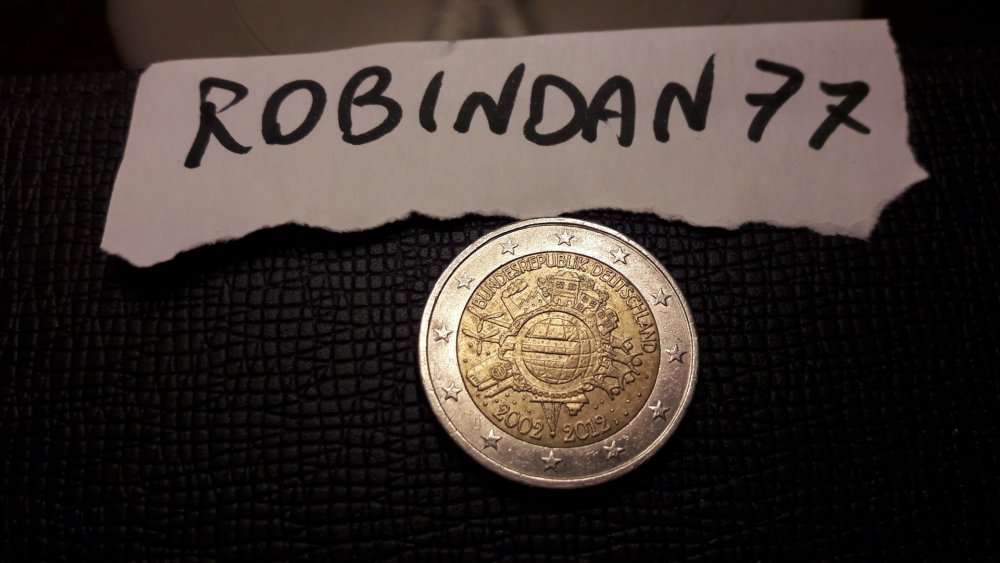 ROBINDAN77
BUNDESREPUBLIK DEUTSCHLAND
2002 2012